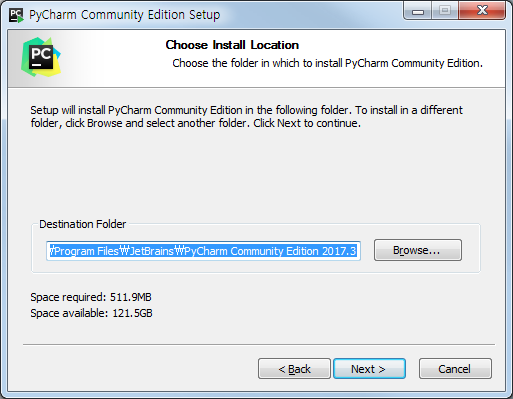 PyCharm Community Edition Setup
PC
Choose Install Location
Choose the folder in which to install PyCharm Community Edition.
PC
Setup will install PyCharm Community Edition in the following folder. To install in a different
folder, click Browse and select another folder. Click Next to continue.
Destination Folder
₩Program Files₩JetBrains₩PyCharm Community Edition 2017.3
Browse...
Space required: 511.9MB
Space available: 121.5GB
< Back
Next >
Cancel